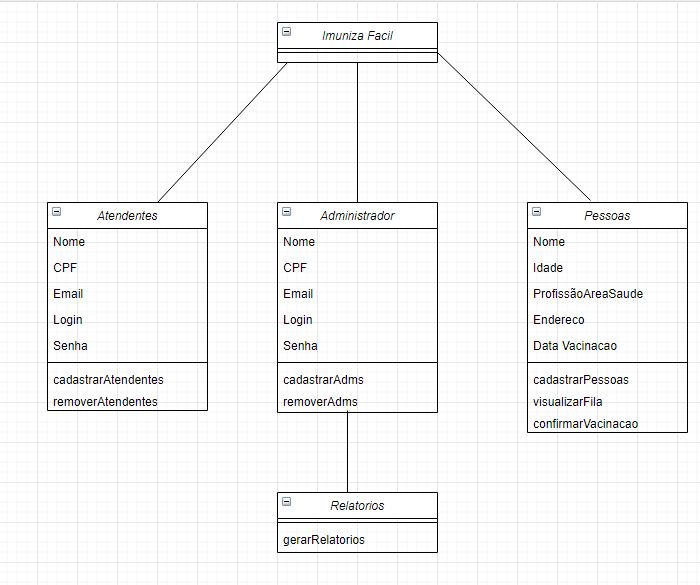 Imuniza Facil
Atendentes
Nome
CPF
Email
Login
Senha
cadastrarAtendentes
removerAtendentes
Administrador
Nome
CPF
Email
Login
Senha
cadastrarAdms
removerAdms
Pessoas
Nome
Idade
ProfissãoAreaSaude
Endereco
Data Vacinacao
cadastrarPessoas
visualizarFila
confirmarVacinacao
Relatorios
gerarRelatorios